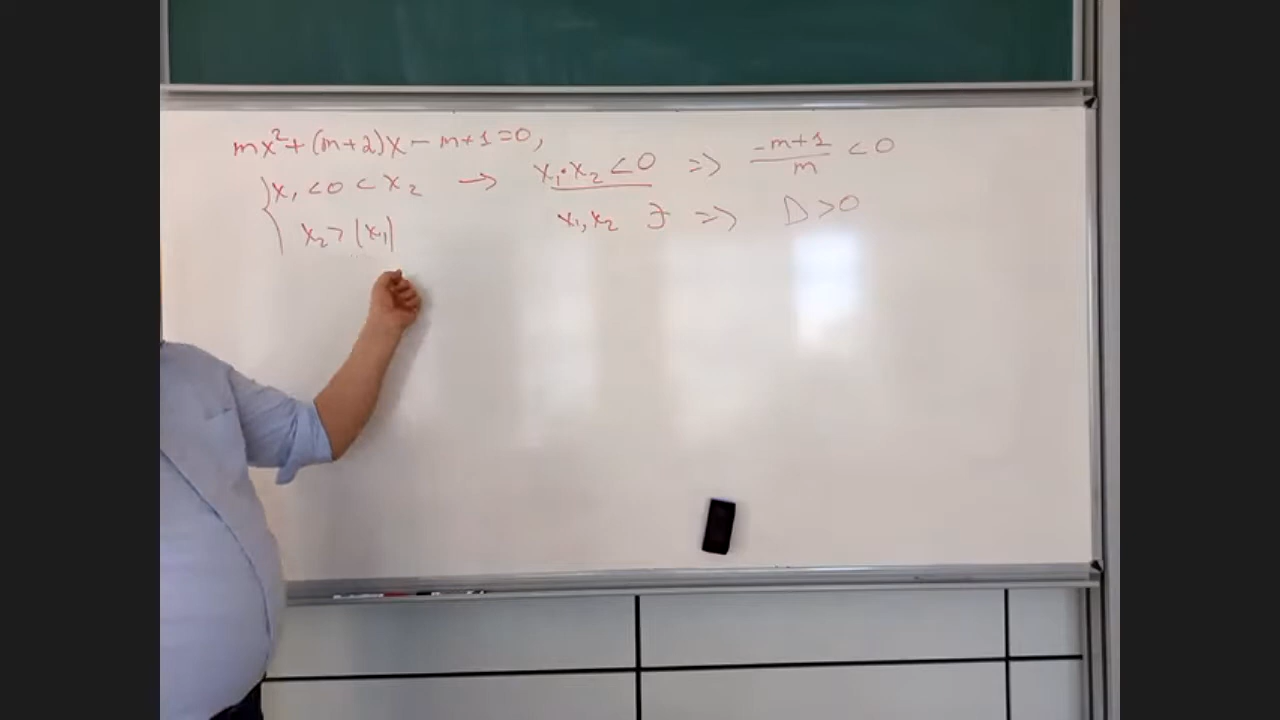 mx²+(m+2)x-m+1=0,
{x₁<0<x₂ → x₁·x₂<0 => (-m+1)/m <0
x₂>|x₁| x₁,x₂ ∃ => D>0